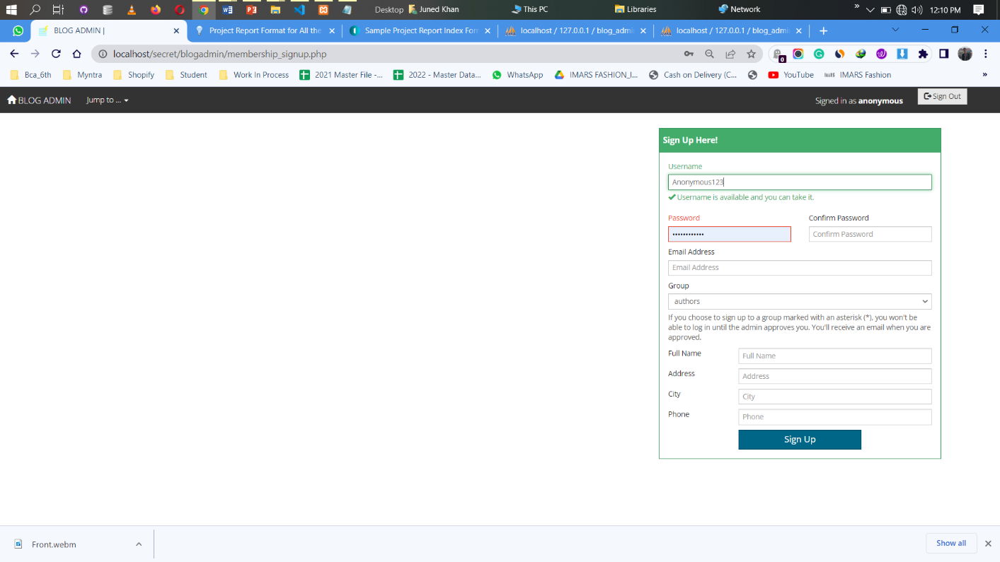 Desktop
Juned Khan
This PC
Libraries
Network
»
12:10 PM
BLOG ADMIN |
Project Report Format for All the
Sample Project Report Index Form
localhost / 127.0.0.1 / blog_admi
localhost / 127.0.0.1 / blog_admi
localhost/secret/blogadmin/membership_signup.php
0
Bca_6th
Myntra
Shopify
Student
Work In Process
2021 Master File -...
2022 - Master Data...
WhatsApp
IMARS FASHION_I...
Cash on Delivery (C...
YouTube
IMARS Fashion
»
BLOG ADMIN
Jump to ...
Signed in as anonymous
Sign Out
Sign Up Here!
Username
Anonymous123
Username is available and you can take it.
Password
Confirm Password
••••••••••••
Confirm Password
Email Address
Email Address
Group
authors
If you choose to sign up to a group marked with an asterisk (*), you won't be
able to log in until the admin approves you. You'll receive an email when you are
approved.
Full Name
Full Name
Address
Address
City
City
Phone
Phone
Sign Up
Front.webm
Show all